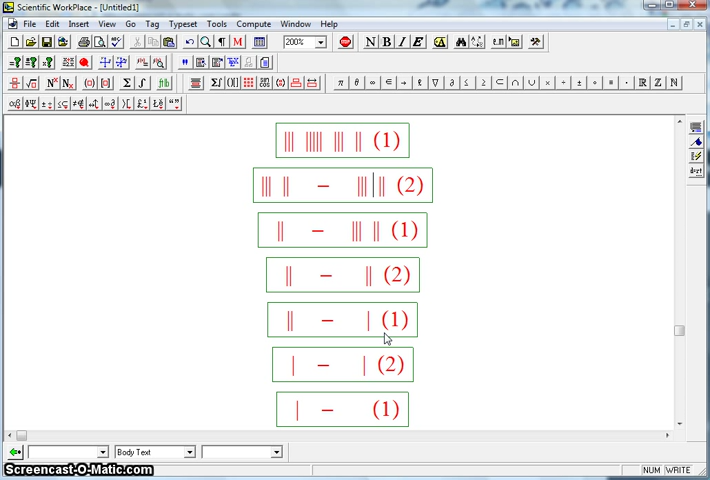 Scientific WorkPlace - [Untitled1]
File Edit Insert View Go Tag Typeset Tools Compute Window Help
200% N B I E
||| ||||| ||| || (1)
||| || − ||| || (2)
|| − ||| || (1)
|| − || (2)
|| − | (1)
| − | (2)
| − (1)
Body Text
Screencast-O-Matic.com NUM WRITE